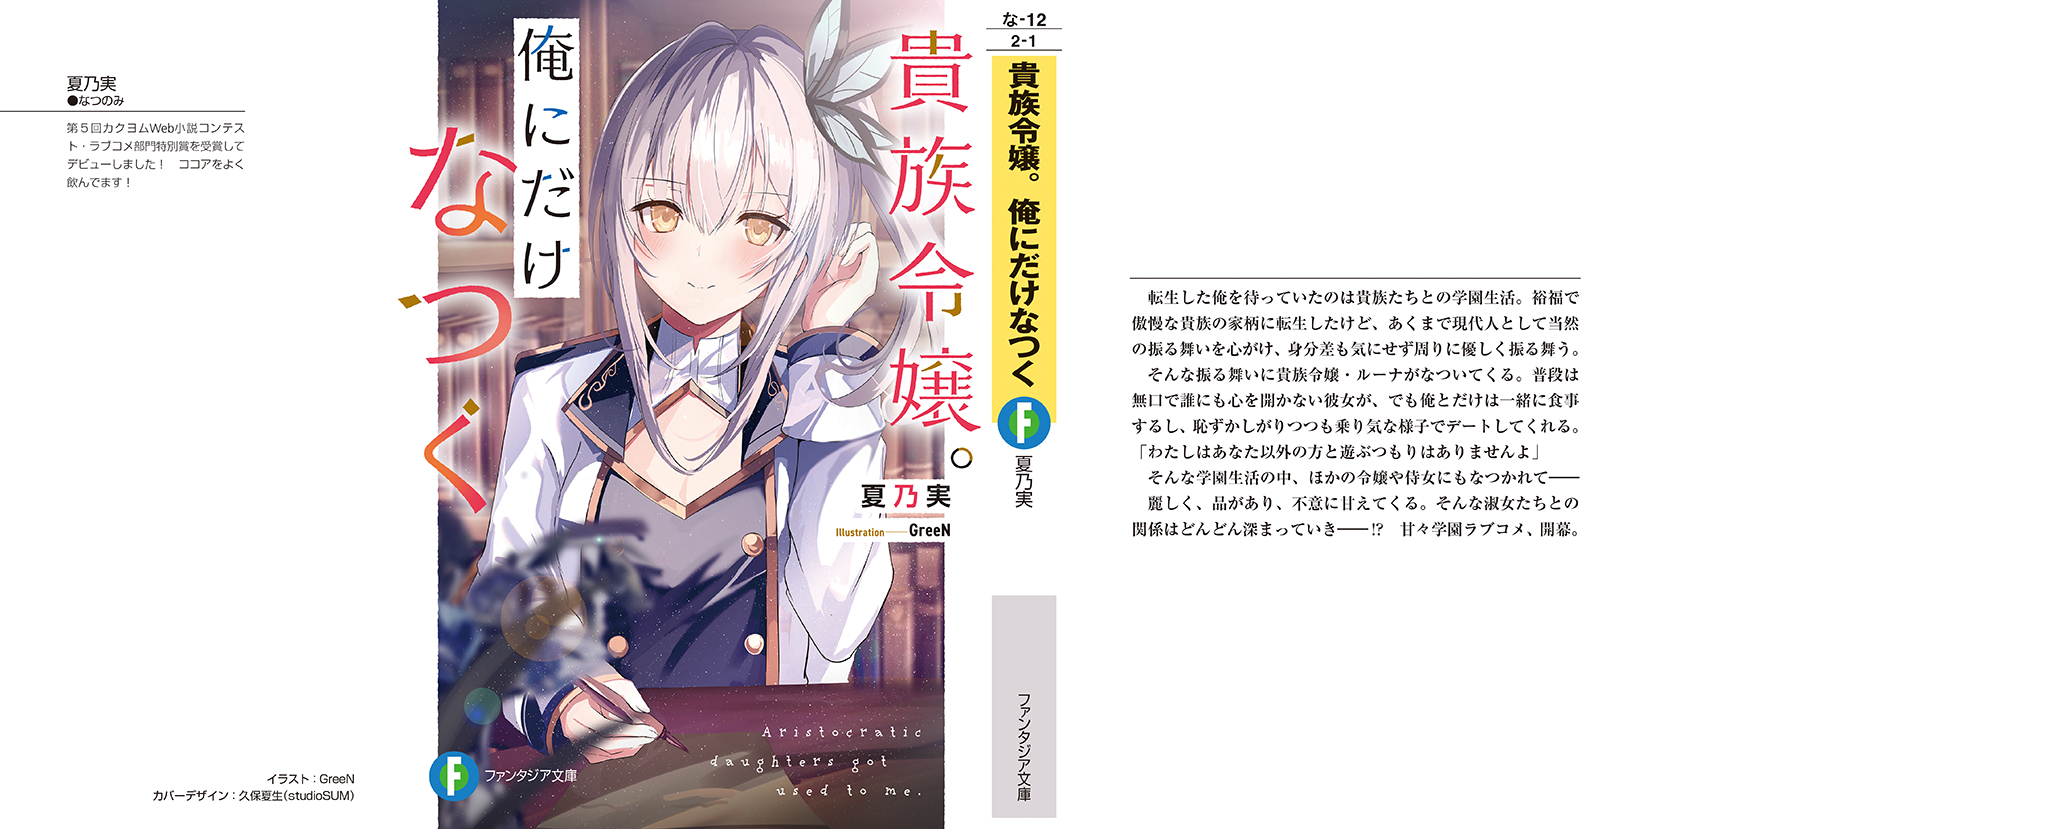 夏乃実
●なつのみ
第5回カクヨムWeb小説コンテス
ト・ラブコメ部門特別賞を受賞して
デビューしました！　ココアをよく
飲んでます！
イラスト：GreeN
カバーデザイン：久保夏生(studioSUM)
貴族令嬢。
俺にだけ
なつく
夏乃実
Illustration GreeN
Aristocratic
daughters got
used to me.
F ファンタジア文庫
な-12
2-1
貴族令嬢。 俺にだけなつく
F
夏乃実
ファンタジア文庫
転生した俺を待っていたのは貴族たちとの学園生活。裕福で
傲慢な貴族の家柄に転生したけど、あくまで現代人として当然
の振る舞いを心がけ、身分差も気にせず周りに優しく振る舞う。
そんな振る舞いに貴族令嬢・ルーナがなついてくる。普段は
無口で誰にも心を開かない彼女が、でも俺とだけは一緒に食事
するし、恥ずかしがりつつも乗り気な様子でデートしてくれる。
「わたしはあなた以外の方と遊ぶつもりはありませんよ」
そんな学園生活の中、ほかの令嬢や侍女にもなつかれて――
麗しく、品があり、不意に甘えてくる。そんな淑女たちとの
関係はどんどん深まっていき――!?　甘々学園ラブコメ、開幕。